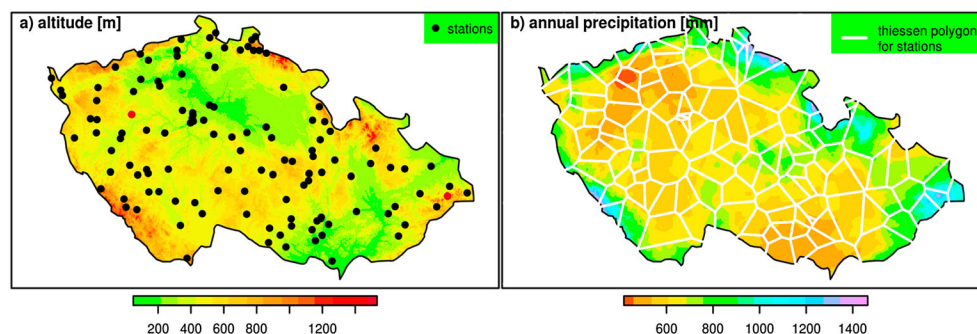 a) altitude [m]
stations
b) annual precipitation [mm]
thiessen polygon
for stations
200 400 600 800 1200
600 800 1000 1200 1400